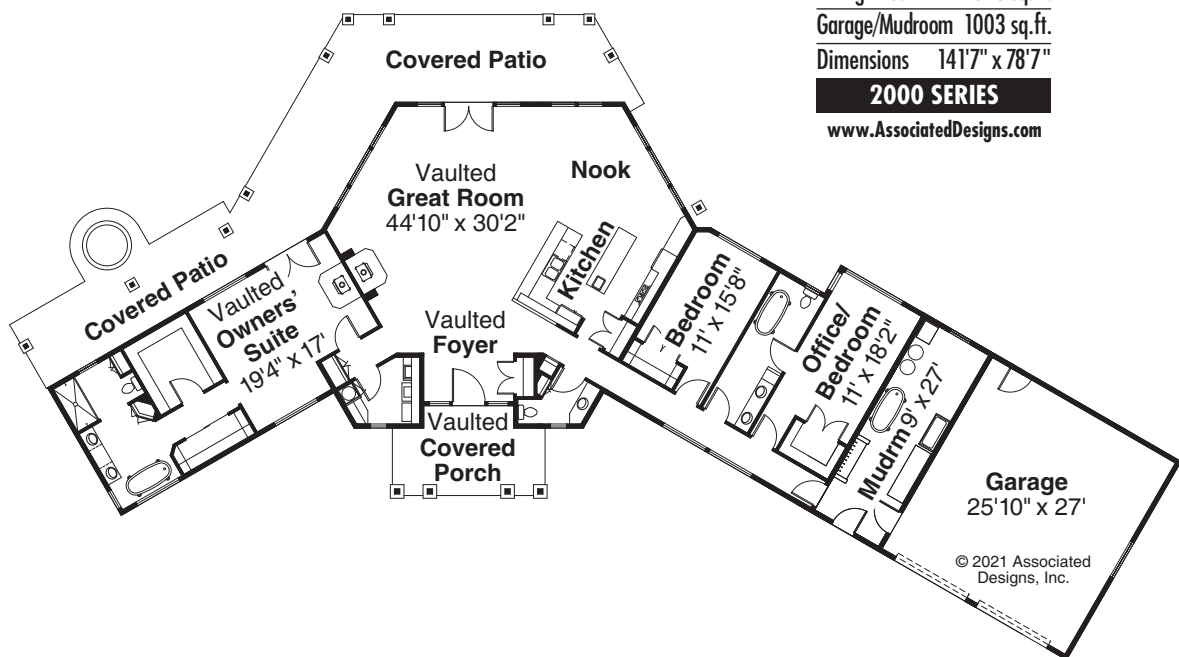 Garage/Mudroom 1003 sq.ft.
Dimensions 141'7" x 78'7"
2000 SERIES
www.AssociatedDesigns.com
Covered Patio
Vaulted
Great Room
44'10" x 30'2"
Nook
Kitchen
Covered Patio
Vaulted
Owners'
Suite
19'4" x 17'
Vaulted
Foyer
Vaulted
Covered
Porch
Bedroom
11' x 15'8"
Office/
Bedroom
11' x 18'2"
Mudrm 9' x 27'
Garage
25'10" x 27'
© 2021 Associated
Designs, Inc.